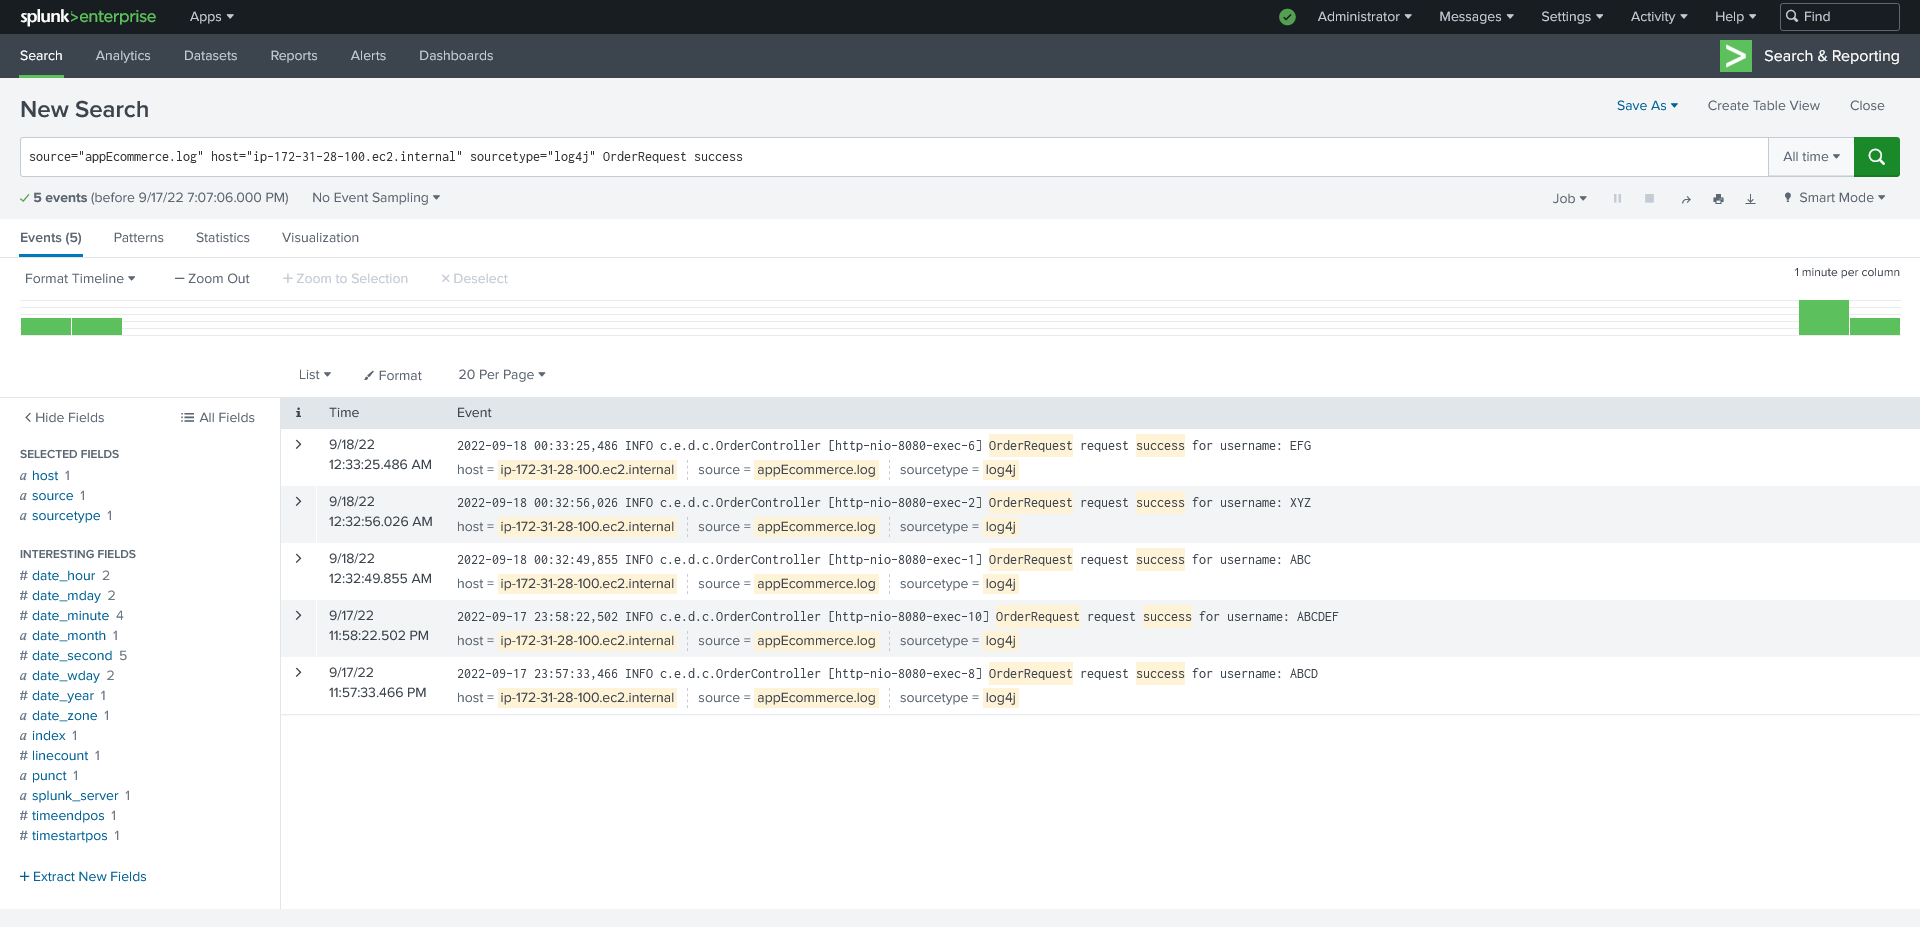 splunk>enterprise Apps Administrator Messages Settings Activity Help Find
Search Analytics Datasets Reports Alerts Dashboards Search & Reporting
New Search Save As Create Table View Close
source="appEcommerce.log" host="ip-172-31-28-100.ec2.internal" sourcetype="log4j" OrderRequest success All time
5 events (before 9/17/22 7:07:06.000 PM) No Event Sampling Job Smart Mode
Events (5) Patterns Statistics Visualization
Format Timeline — Zoom Out + Zoom to Selection × Deselect 1 minute per column
List Format 20 Per Page
< Hide Fields All Fields
SELECTED FIELDS
a host 1
a source 1
a sourcetype 1
INTERESTING FIELDS
# date_hour 2
# date_mday 2
# date_minute 4
a date_month 1
# date_second 5
a date_wday 2
# date_year 1
a date_zone 1
a index 1
# linecount 1
a punct 1
a splunk_server 1
# timeendpos 1
# timestartpos 1
+ Extract New Fields
i Time Event
> 9/18/22 2022-09-18 00:33:25,486 INFO c.e.d.c.OrderController [http-nio-8080-exec-6] OrderRequest request success for username: EFG
12:33:25.486 AM host = ip-172-31-28-100.ec2.internal source = appEcommerce.log sourcetype = log4j
> 9/18/22 2022-09-18 00:32:56,026 INFO c.e.d.c.OrderController [http-nio-8080-exec-2] OrderRequest request success for username: XYZ
12:32:56.026 AM host = ip-172-31-28-100.ec2.internal source = appEcommerce.log sourcetype = log4j
> 9/18/22 2022-09-18 00:32:49,855 INFO c.e.d.c.OrderController [http-nio-8080-exec-1] OrderRequest request success for username: ABC
12:32:49.855 AM host = ip-172-31-28-100.ec2.internal source = appEcommerce.log sourcetype = log4j
> 9/17/22 2022-09-17 23:58:22,502 INFO c.e.d.c.OrderController [http-nio-8080-exec-10] OrderRequest request success for username: ABCDEF
11:58:22.502 PM host = ip-172-31-28-100.ec2.internal source = appEcommerce.log sourcetype = log4j
> 9/17/22 2022-09-17 23:57:33,466 INFO c.e.d.c.OrderController [http-nio-8080-exec-8] OrderRequest request success for username: ABCD
11:57:33.466 PM host = ip-172-31-28-100.ec2.internal source = appEcommerce.log sourcetype = log4j